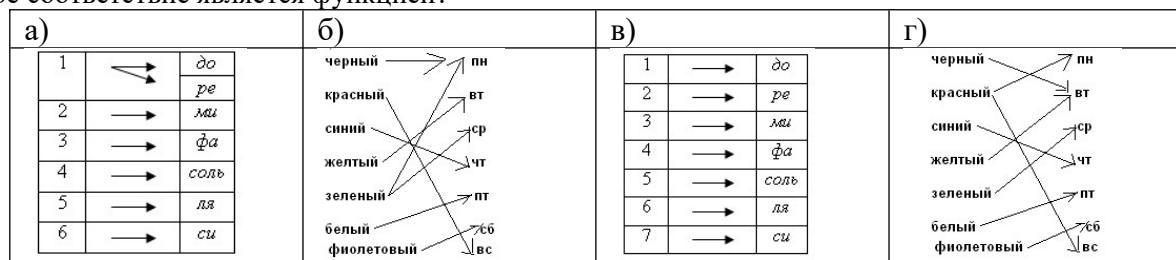 соответствие является функцией?
а)
1 до
ре
2 ми
3 фа
4 соль
5 ля
6 си
б)
черный пн
красный вт
синий ср
желтый чт
зеленый пт
белый сб
фиолетовый вс
в)
1 до
2 ре
3 ми
4 фа
5 соль
6 ля
7 си
г)
черный пн
красный вт
синий ср
желтый чт
зеленый пт
белый сб
фиолетовый вс